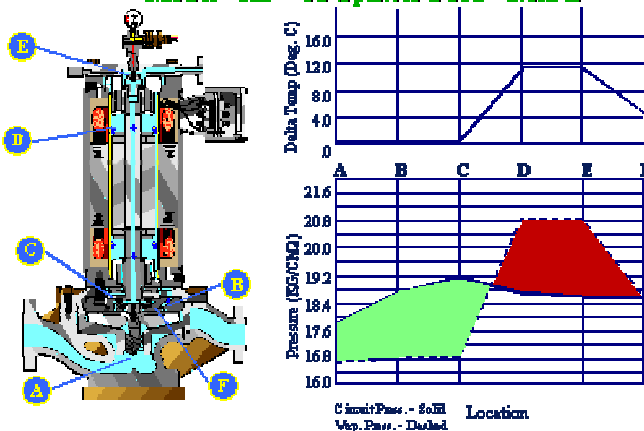 E
D
C
B
A
F
Delta Temp (Deg. C)
16.0
12.0
8.0
4.0
.0
A B C D E
Pressure (KG/CM2)
21.6
20.8
20.0
19.2
18.4
17.6
16.8
16.0
Circuit Press. - Solid
Vap. Press. - Dashed
Location